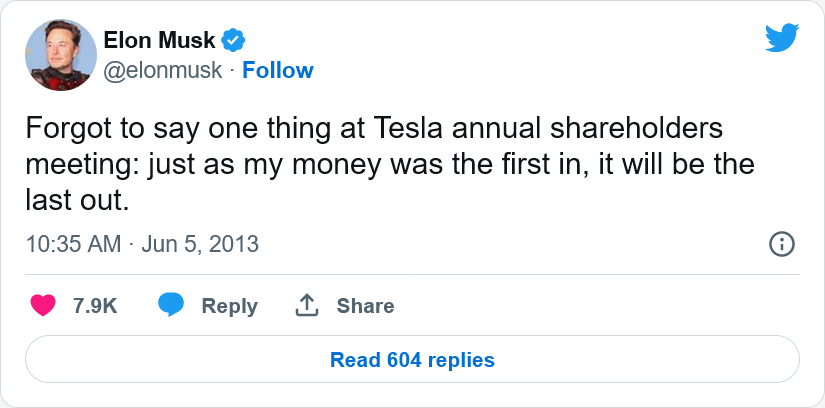 Elon Musk
@elonmusk · Follow
Forgot to say one thing at Tesla annual shareholders
meeting: just as my money was the first in, it will be the
last out.
10:35 AM · Jun 5, 2013
7.9K Reply Share
Read 604 replies